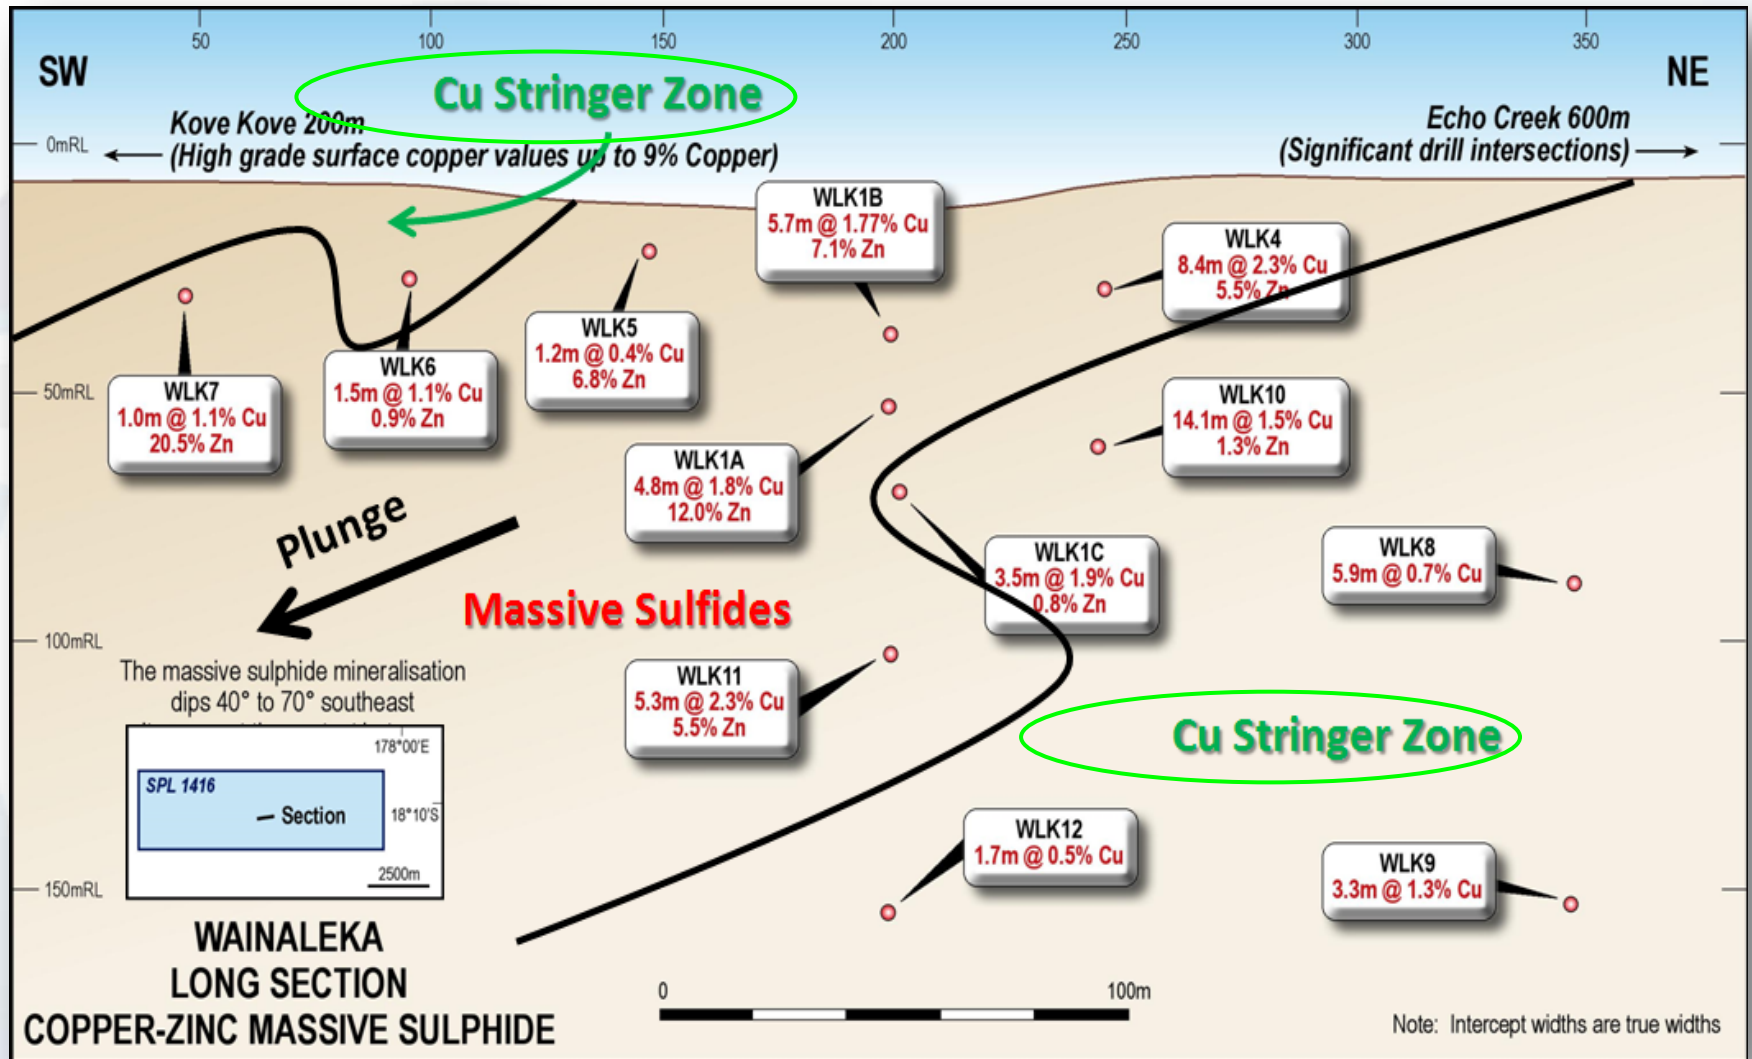 50 100 150 200 250 300 350
SW
NE
Cu Stringer Zone
Kove Kove 200m
(High grade surface copper values up to 9% Copper)
Echo Creek 600m
(Significant drill intersections)
0mRL
50mRL
100mRL
150mRL
WLK1B
5.7m @ 1.77% Cu
7.1% Zn
WLK4
8.4m @ 2.3% Cu
5.5% Zn
WLK5
1.2m @ 0.4% Cu
6.8% Zn
WLK6
1.5m @ 1.1% Cu
0.9% Zn
WLK7
1.0m @ 1.1% Cu
20.5% Zn
WLK10
14.1m @ 1.5% Cu
1.3% Zn
WLK1A
4.8m @ 1.8% Cu
12.0% Zn
Plunge
WLK1C
3.5m @ 1.9% Cu
0.8% Zn
WLK8
5.9m @ 0.7% Cu
Massive Sulfides
WLK11
5.3m @ 2.3% Cu
5.5% Zn
Cu Stringer Zone
The massive sulphide mineralisation
dips 40° to 70° southeast
178°00'E
SPL 1416
Section
18°10'S
2500m
WLK12
1.7m @ 0.5% Cu
WLK9
3.3m @ 1.3% Cu
WAINALEKA
LONG SECTION
COPPER-ZINC MASSIVE SULPHIDE
0 100m
Note: Intercept widths are true widths